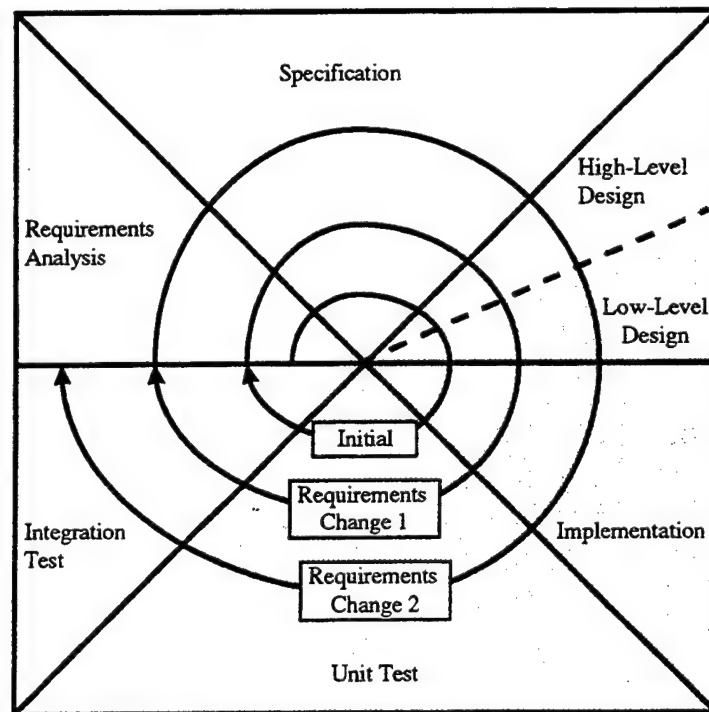 Specification
High-Level
Design
Requirements
Analysis
Low-Level
Design
Initial
Requirements
Change 1
Integration
Test
Implementation
Requirements
Change 2
Unit Test